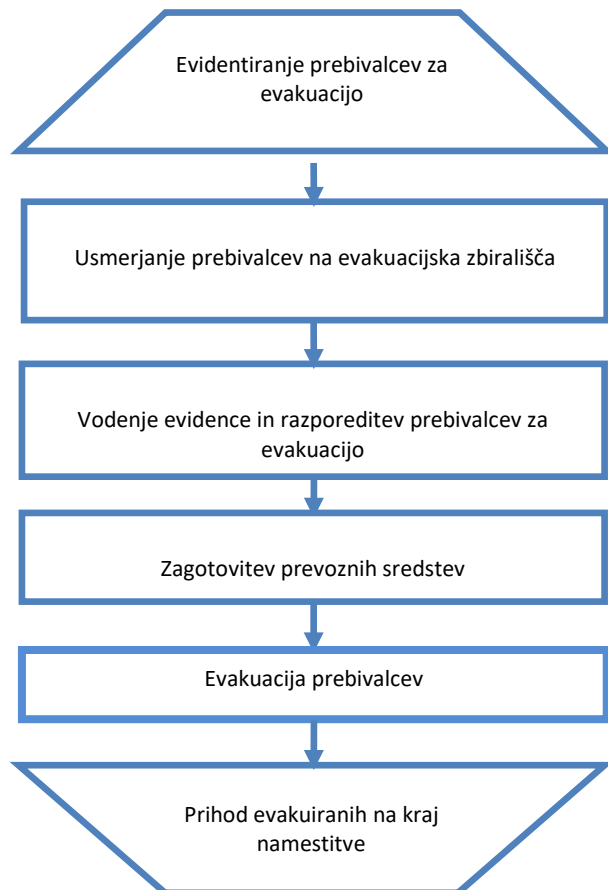 Evidentiranje prebivalcev za
evakuacijo
Usmerjanje prebivalcev na evakuacijska zbirališča
Vodenje evidence in razporeditev prebivalcev za
evakuacijo
Zagotovitev prevoznih sredstev
Evakuacija prebivalcev
Prihod evakuiranih na kraj
namestitve